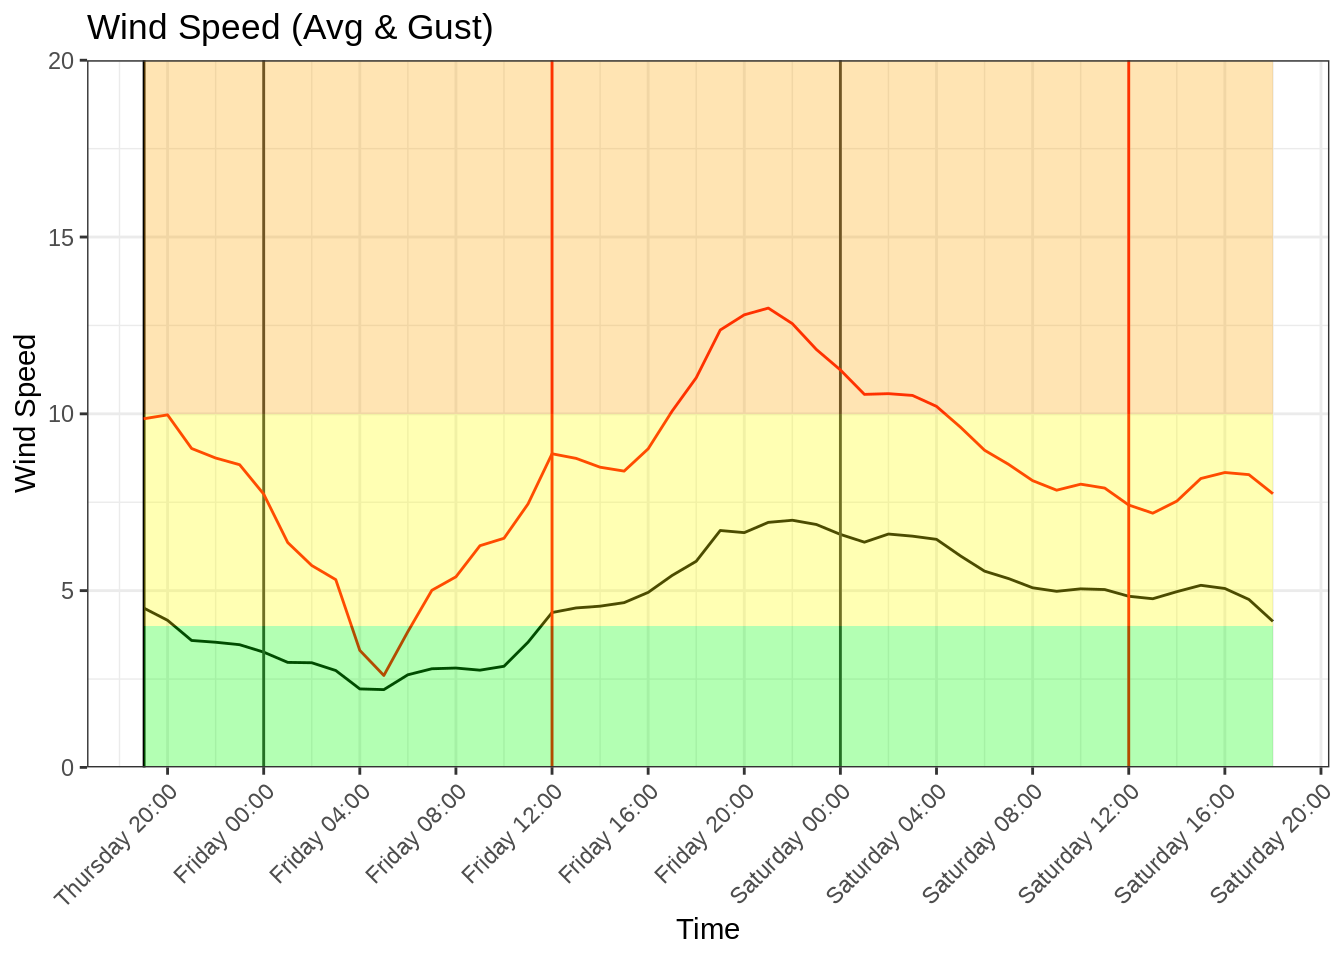 Wind Speed (Avg & Gust)
20
15
10
5
0
Wind Speed
Thursday 20:00
Friday 00:00
Friday 04:00
Friday 08:00
Friday 12:00
Friday 16:00
Friday 20:00
Saturday 00:00
Saturday 04:00
Saturday 08:00
Saturday 12:00
Saturday 16:00
Saturday 20:00
Time